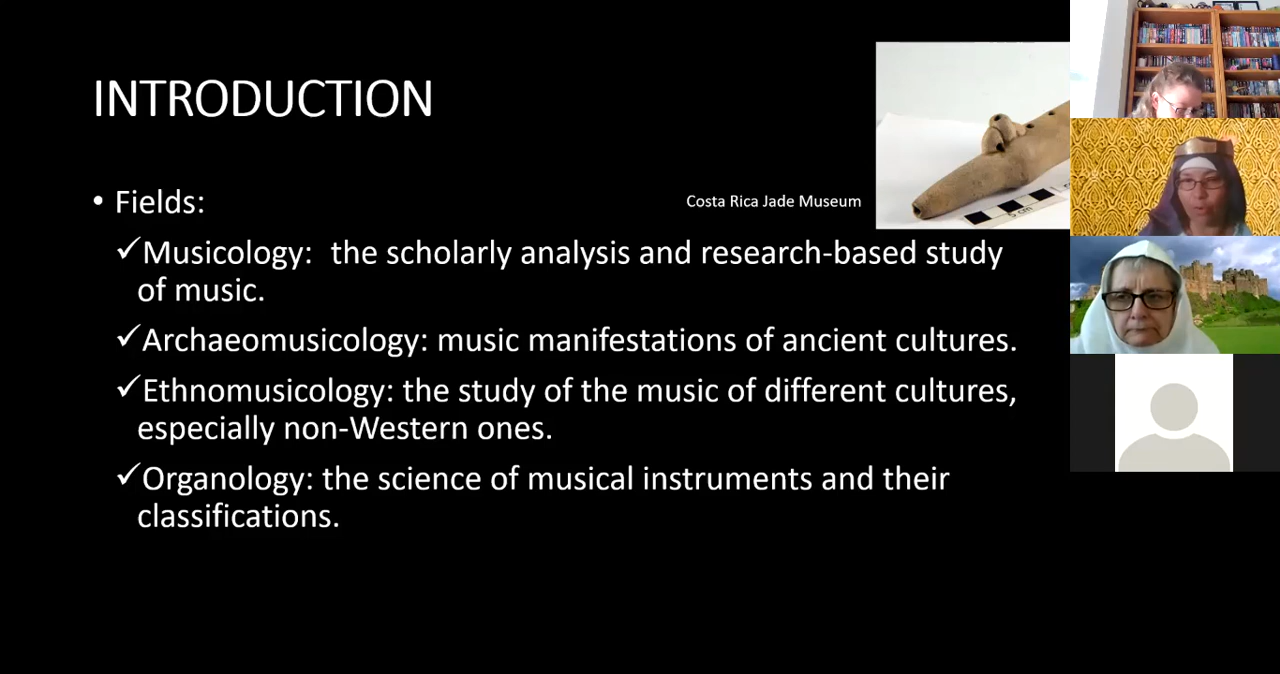 INTRODUCTION
• Fields:
Costa Rica Jade Museum
✓Musicology: the scholarly analysis and research-based study
of music.
✓Archaeomusicology: music manifestations of ancient cultures.
✓Ethnomusicology: the study of the music of different cultures,
especially non-Western ones.
✓Organology: the science of musical instruments and their
classifications.
5 cm